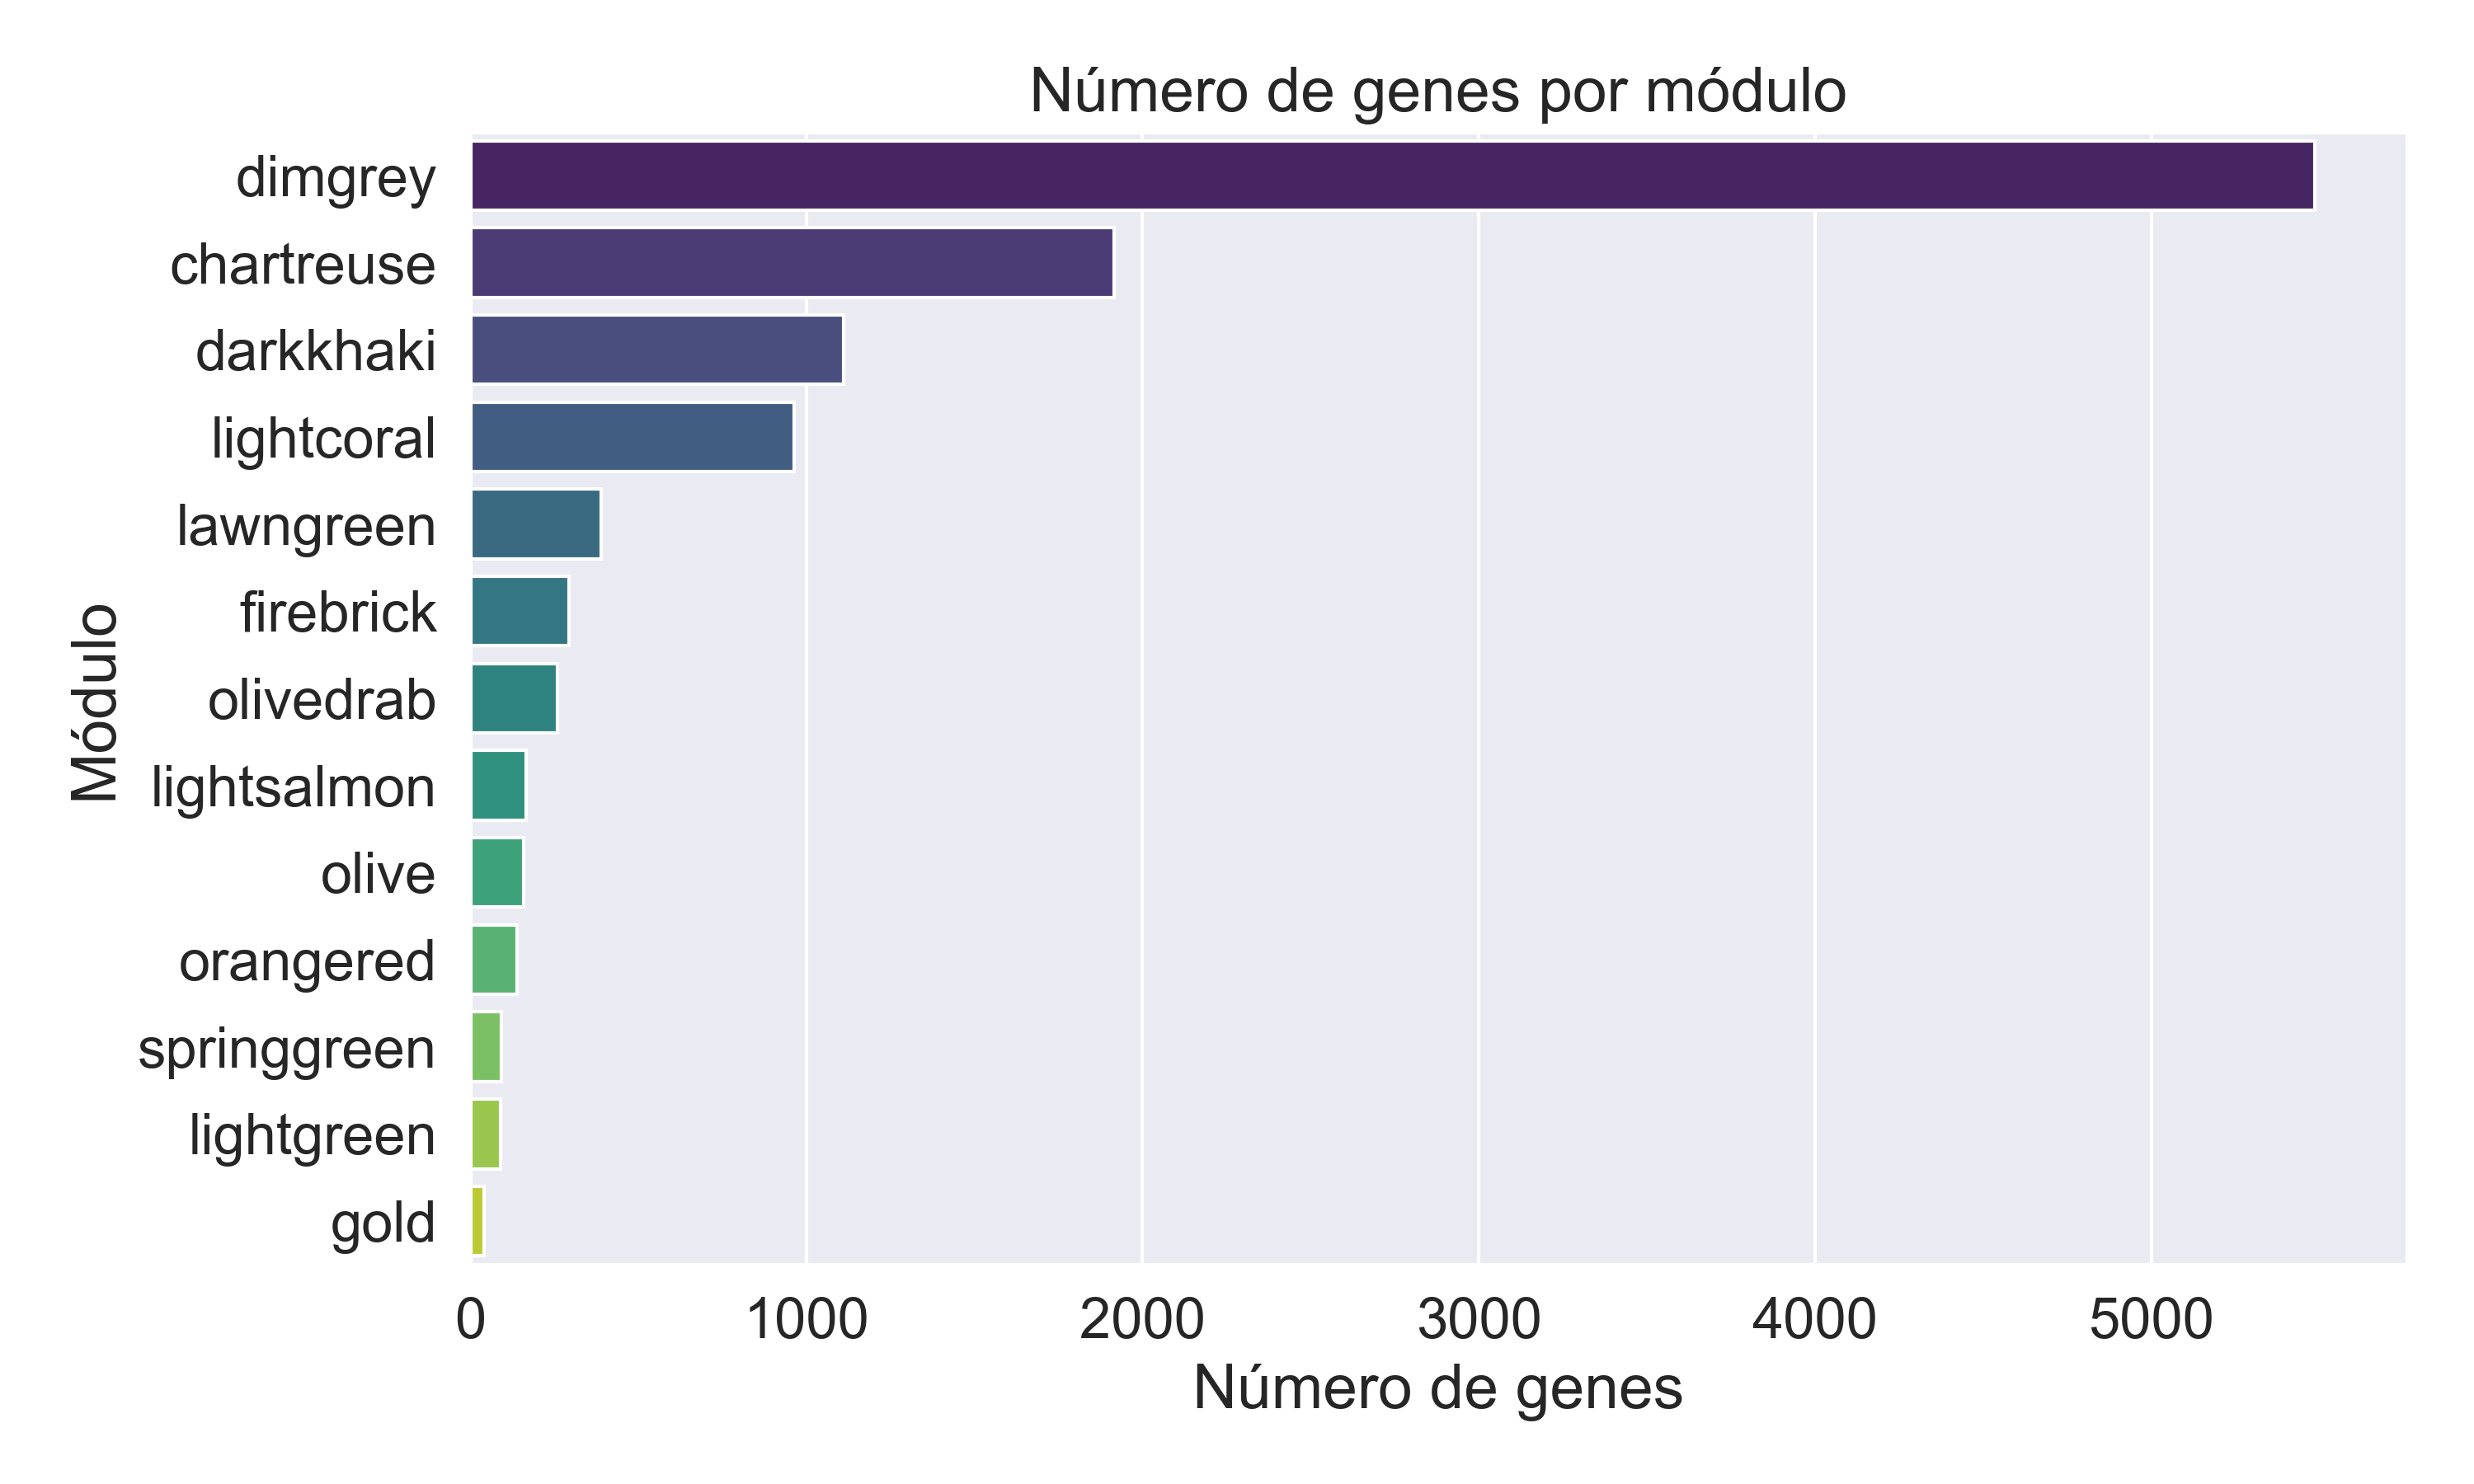 Número de genes por módulo
dimgrey
chartreuse
darkkhaki
lightcoral
lawngreen
firebrick
olivedrab
lightsalmon
olive
orangered
springgreen
lightgreen
gold
Módulo
0 1000 2000 3000 4000 5000
Número de genes